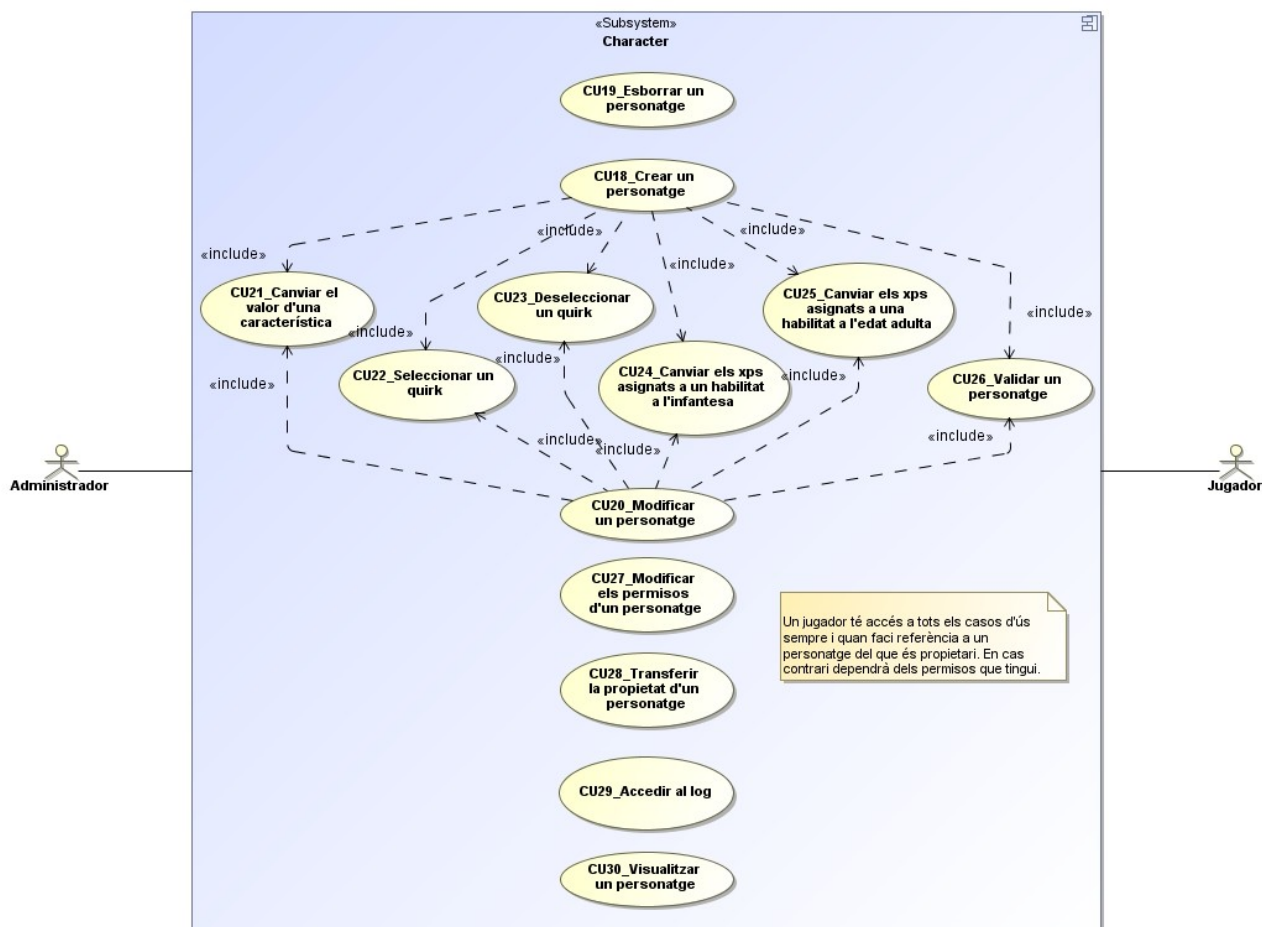 «Subsystem»
Character
CU19_Esborrar un
personatge
CU18_Crear un
personatge
«include»
«include»
«include»
«include»
«include»
CU21_Canviar el
valor d'una
característica
CU23_Deseleccionar
un quirk
CU25_Canviar els xps
asignats a una
habilitat a l'edat adulta
«include»
«include»
«include»
«include»
CU22_Seleccionar un
quirk
CU24_Canviar els xps
asignats a un habilitat
a l'infantesa
CU26_Validar un
personatge
«include»
«include»
«include»
Administrador
Jugador
CU20_Modificar
un personatge
CU27_Modificar
els permisos
d'un personatge
Un jugador té accés a tots els casos d'ús
sempre i quan faci referència a un
personatge del que és propietari. En cas
contrari dependrà dels permisos que tingui.
CU28_Transferir
la propietat d'un
personatge
CU29_Accedir al log
CU30_Visualitzar
un personatge